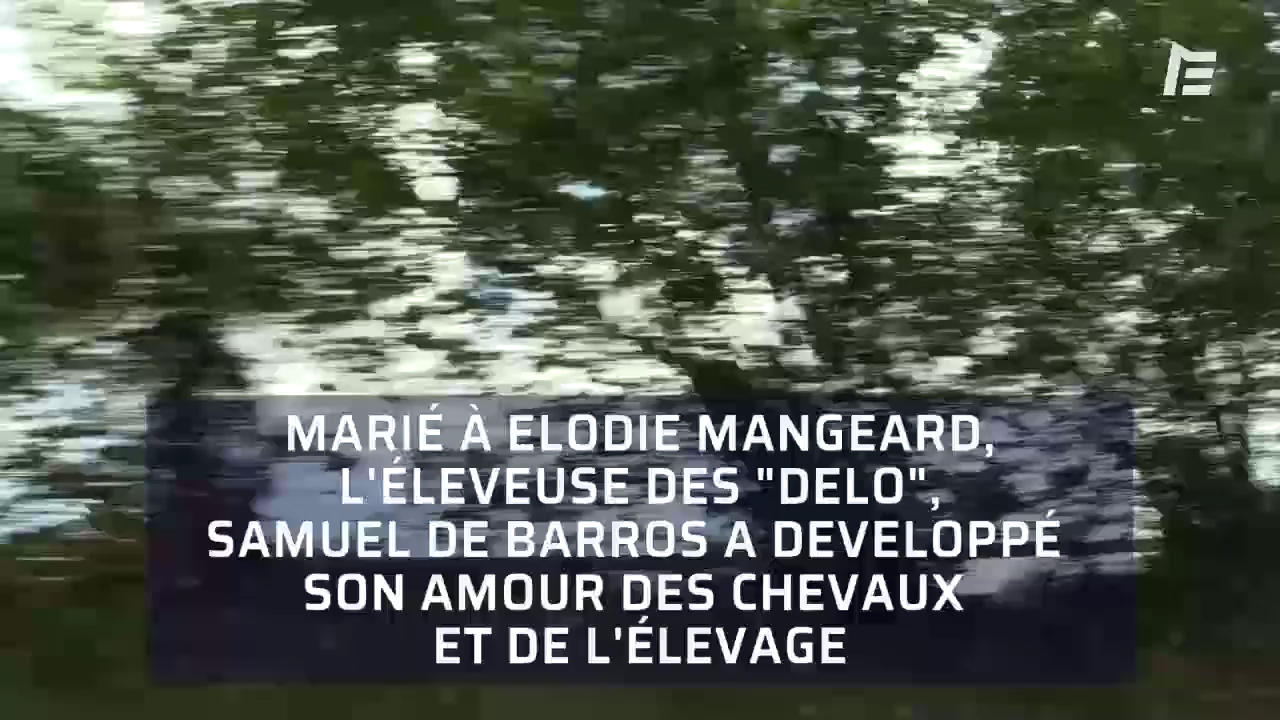 MARIÉ À ELODIE MANGEARD,
L'ÉLEVEUSE DES "DELO",
SAMUEL DE BARROS A DEVELOPPÉ
SON AMOUR DES CHEVAUX
ET DE L'ÉLEVAGE